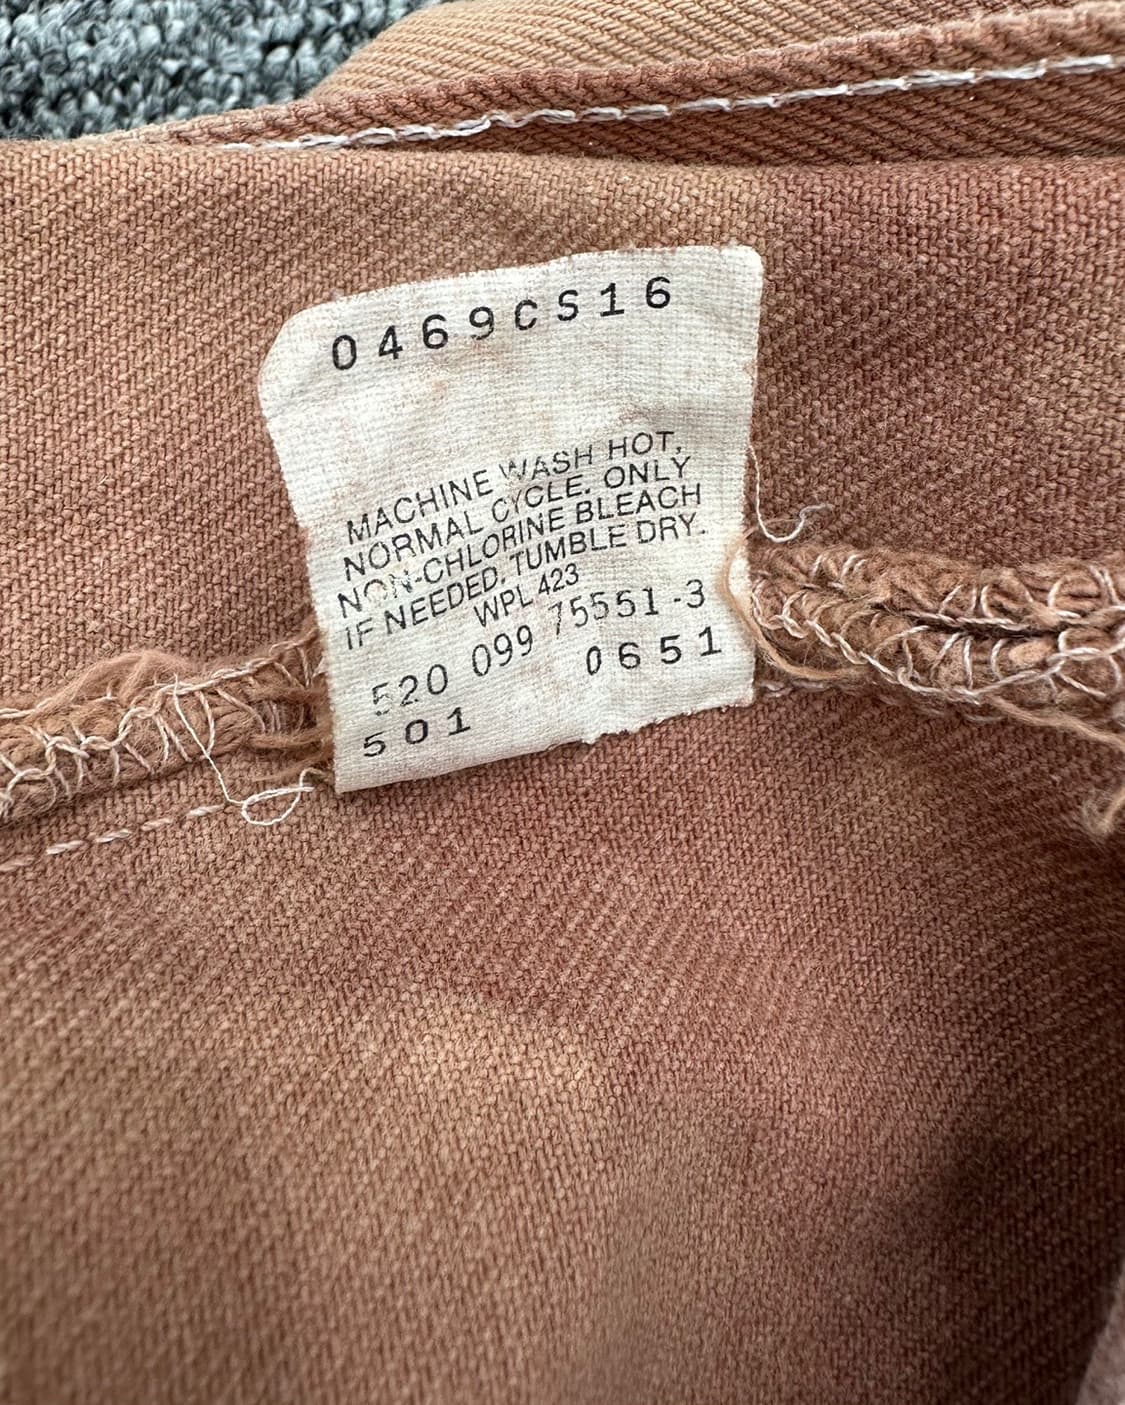 0469CS16
MACHINE WASH HOT,
NORMAL CYCLE. ONLY
NON-CHLORINE BLEACH
IF NEEDED. TUMBLE DRY.
WPL 423
520 099 75551-3
501 0651